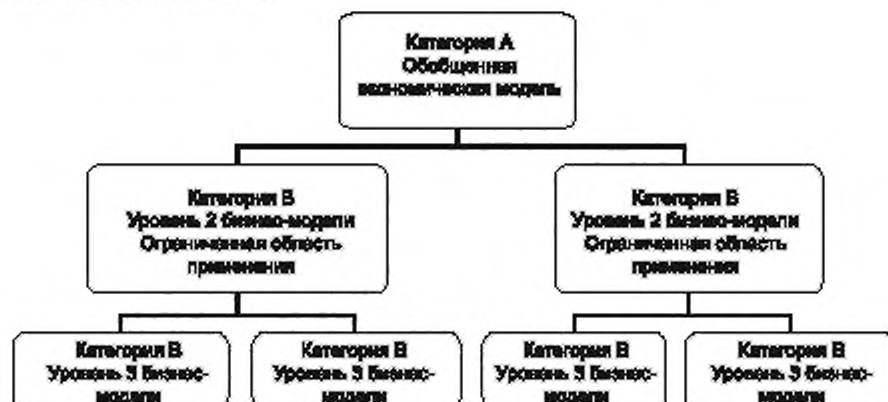 Категория А
Обобщенная
экономическая модель
Категория В
Уровень 2 бизнес-модели
Ограниченная область
применения
Категория В
Уровень 2 бизнес-модели
Ограниченная область
применения
Категория В
Уровень 3 бизнес-
модели
Категория В
Уровень 3 бизнес-
модели
Категория В
Уровень 3 бизнес-
модели
Категория В
Уровень 3 бизнес-
модели